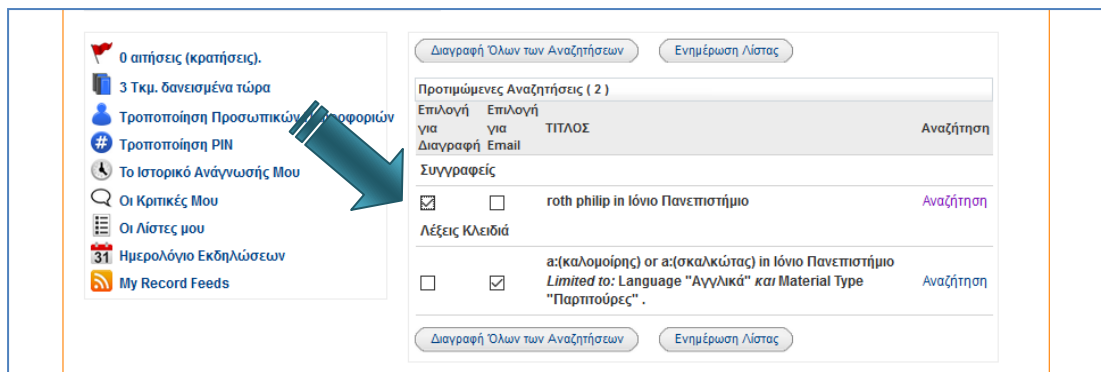 0 αιτήσεις (κρατήσεις).
3 Τκμ. δανεισμένα τώρα
Τροποποίηση Προσωπικών
Τροποποίηση PIN
Το Ιστορικό Ανάγνωσής Μου
Οι Κριτικές Μου
Οι Λίστες μου
31 Ημερολόγιο Εκδηλώσεων
My Record Feeds
Διαγραφή Όλων των Αναζητήσεων Ενημέρωση Λίστας
Προτιμώμενες Αναζητήσεις ( 2 )
Επιλογή Επιλογή
για για ΤΙΤΛΟΣ Αναζήτηση
Διαγραφή Email
Συγγραφείς
roth philip in Ιόνιο Πανεπιστήμιο Αναζήτηση
Λέξεις Κλειδιά
a:(καλομοίρης) or a:(σκαλκώτας) in Ιόνιο Πανεπιστήμιο
Limited to: Language "Αγγλικά" και Material Type Αναζήτηση
"Παρτιτούρες" .
Διαγραφή Όλων των Αναζητήσεων Ενημέρωση Λίστας